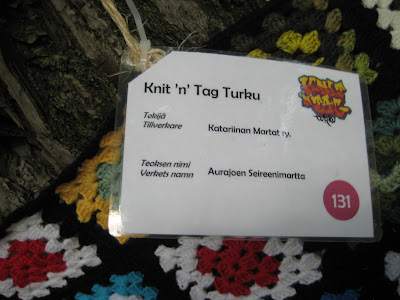 Knit 'n' Tag Turku
Tekijä
Tillverkare
Katariinan Martat ry.
Teoksen nimi
Verkets namn
Aurajoen Seireenimartta
131